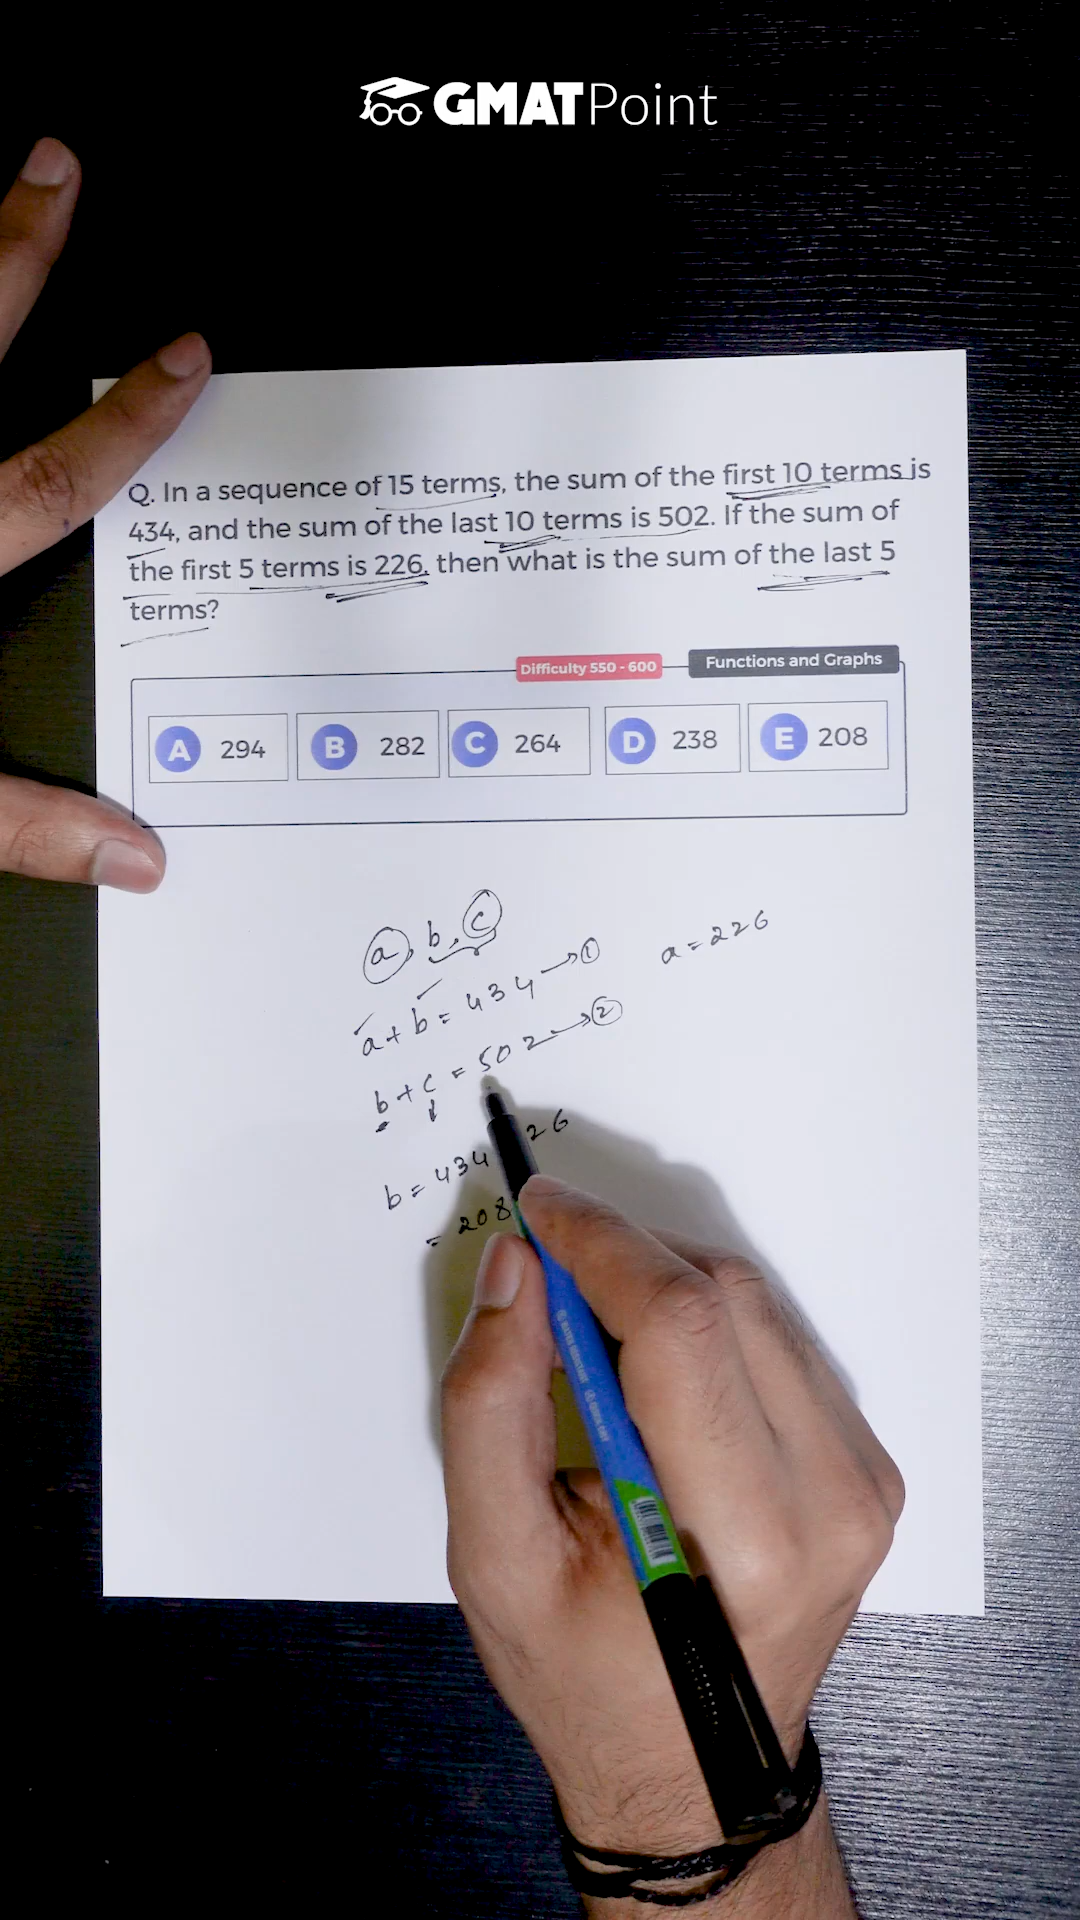 GMATPoint
Q. In a sequence of 15 terms, the sum of the first 10 terms is
434, and the sum of the last 10 terms is 502. If the sum of
the first 5 terms is 226, then what is the sum of the last 5
terms?
Difficulty 550 - 600
Functions and Graphs
A 294 B 282 C 264 D 238 E 208
a, b, c
a + b = 434 → 1
a = 226
b + c = 502 → 2
b = 434 26
= 208